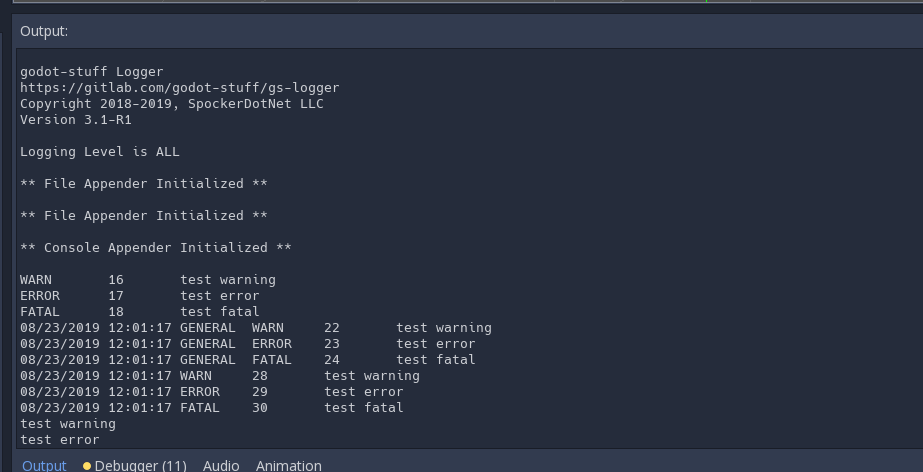 Output:
godot-stuff Logger
https://gitlab.com/godot-stuff/gs-logger
Copyright 2018-2019, SpockerDotNet LLC
Version 3.1-R1
Logging Level is ALL
** File Appender Initialized **
** File Appender Initialized **
** Console Appender Initialized **
WARN 16 test warning
ERROR 17 test error
FATAL 18 test fatal
08/23/2019 12:01:17 GENERAL WARN 22 test warning
08/23/2019 12:01:17 GENERAL ERROR 23 test error
08/23/2019 12:01:17 GENERAL FATAL 24 test fatal
08/23/2019 12:01:17 WARN 28 test warning
08/23/2019 12:01:17 ERROR 29 test error
08/23/2019 12:01:17 FATAL 30 test fatal
test warning
test error
Output Debugger (11) Audio Animation